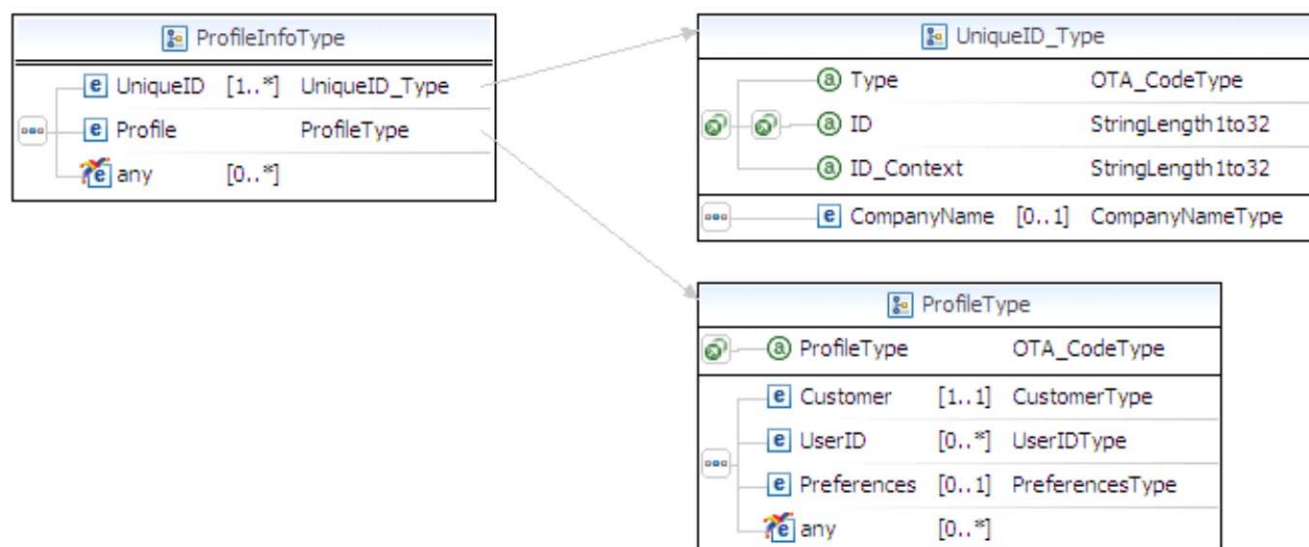 ProfileInfoType
e UniqueID [1..*] UniqueID_Type
e Profile ProfileType
e any [0..*]
UniqueID_Type
a Type OTA_CodeType
a ID StringLength1to32
a ID_Context StringLength1to32
e CompanyName [0..1] CompanyNameType
ProfileType
a ProfileType OTA_CodeType
e Customer [1..1] CustomerType
e UserID [0..*] UserIDType
e Preferences [0..1] PreferencesType
e any [0..*]